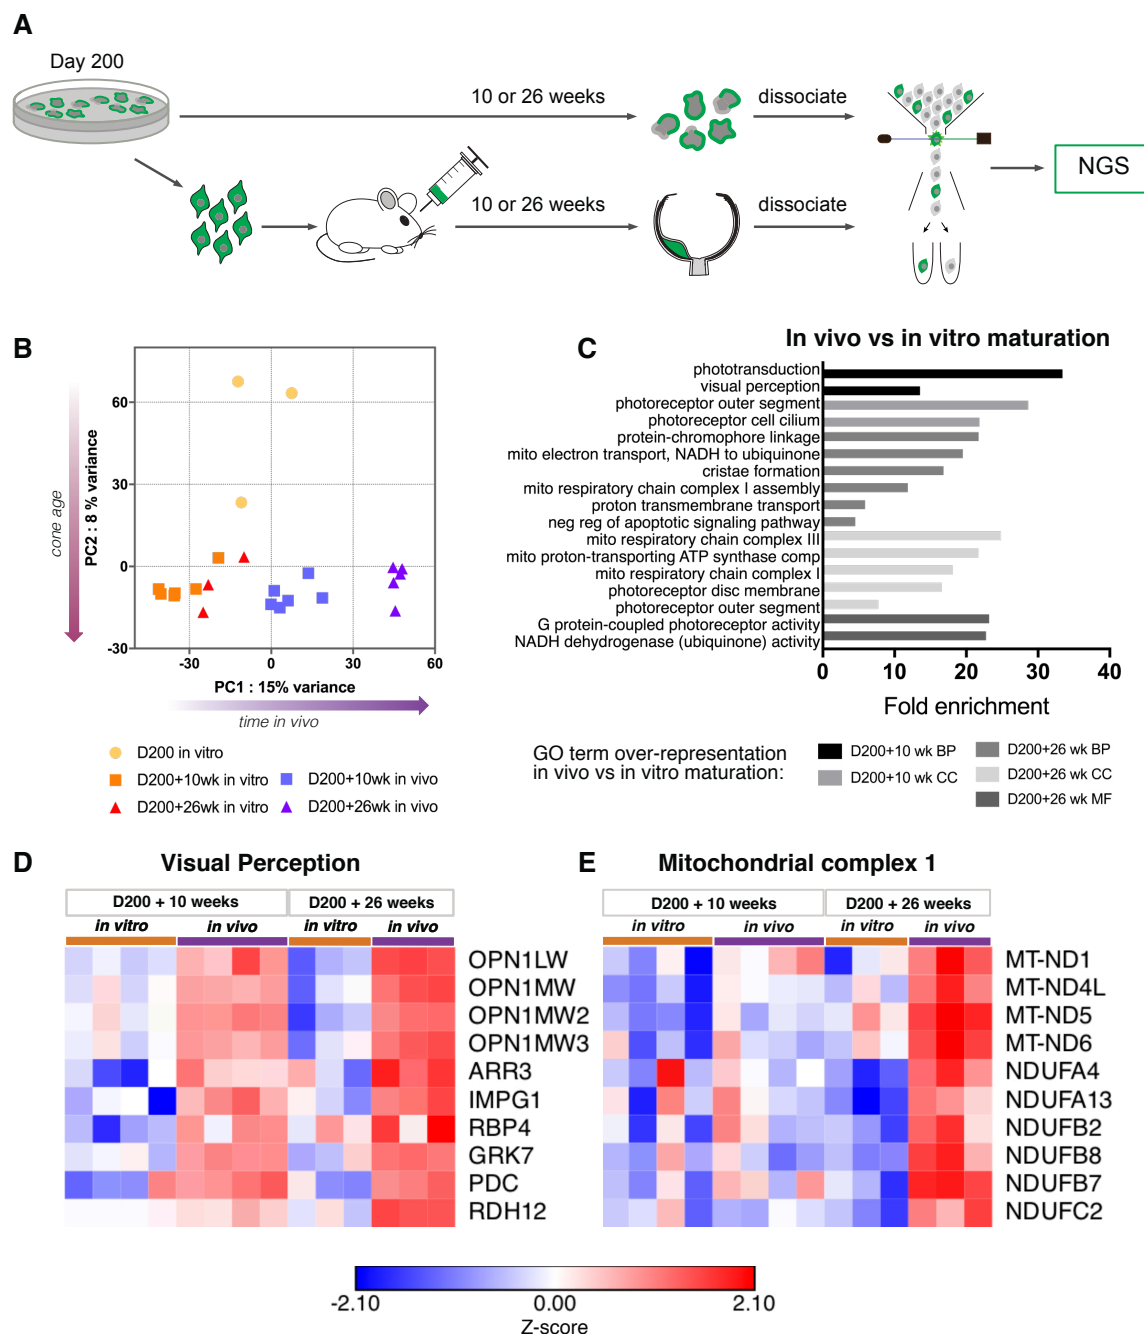 A
Day 200
10 or 26 weeks
dissociate
10 or 26 weeks
dissociate
NGS
B
cone age
PC2 : 8 % variance
60
30
0
-30
-30
0
30
60
PC1 : 15% variance
time in vivo
D200 in vitro
D200+10wk in vitro
D200+10wk in vivo
D200+26wk in vitro
D200+26wk in vivo
C
In vivo vs in vitro maturation
phototransduction
visual perception
photoreceptor outer segment
photoreceptor cell cilium
protein-chromophore linkage
mito electron transport, NADH to ubiquinone
cristae formation
mito respiratory chain complex I assembly
proton transmembrane transport
neg reg of apoptotic signaling pathway
mito respiratory chain complex III
mito proton-transporting ATP synthase comp
mito respiratory chain complex I
photoreceptor disc membrane
photoreceptor outer segment
G protein-coupled photoreceptor activity
NADH dehydrogenase (ubiquinone) activity
0
10
20
30
40
Fold enrichment
GO term over-representation
in vivo vs in vitro maturation:
D200+10 wk BP
D200+10 wk CC
D200+26 wk BP
D200+26 wk CC
D200+26 wk MF
D
Visual Perception
D200 + 10 weeks
D200 + 26 weeks
in vitro
in vivo
in vitro
in vivo
OPN1LW
OPN1MW
OPN1MW2
OPN1MW3
ARR3
IMPG1
RBP4
GRK7
PDC
RDH12
E
Mitochondrial complex 1
D200 + 10 weeks
D200 + 26 weeks
in vitro
in vivo
in vitro
in vivo
MT-ND1
MT-ND4L
MT-ND5
MT-ND6
NDUFA4
NDUFA13
NDUFB2
NDUFB8
NDUFB7
NDUFC2
-2.10
0.00
2.10
Z-score